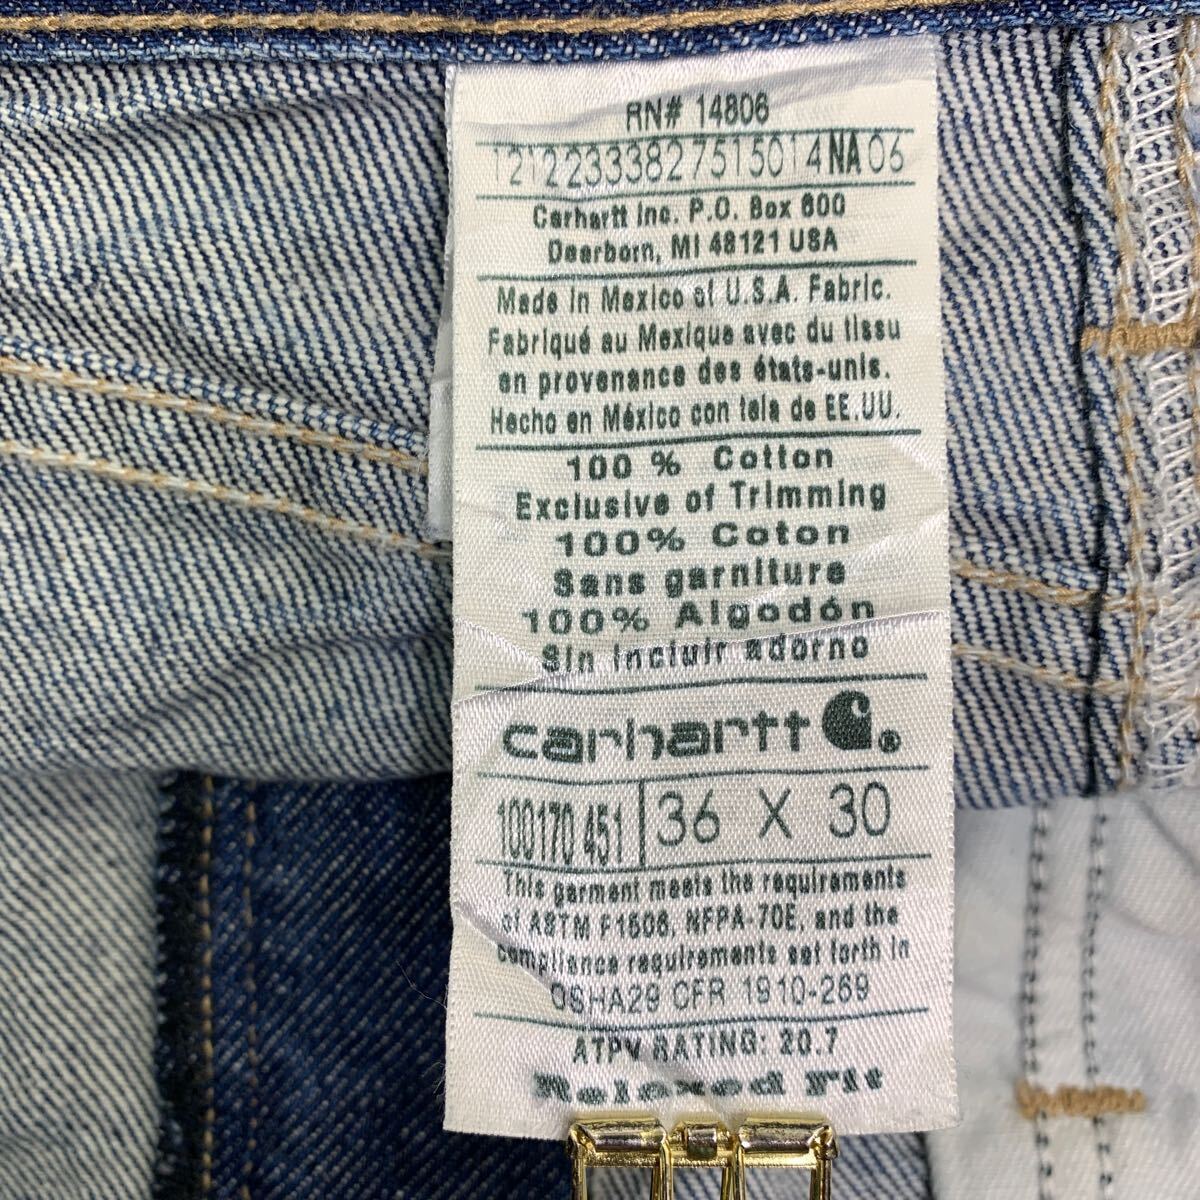 RN# 14806
12122333827515014NA06
Carhartt Inc. P.O. Box 600
Dearborn, MI 48121 USA
Made in Mexico of U.S.A. Fabric.
Fabriqué au Mexique avec du tissu
en provenance des états-unis.
Hecho en México con tela de EE.UU.
100 % Cotton
Exclusive of Trimming
100% Coton
Sans garniture
100% Algodón
Sin incluir adorno
carhartt ®
100170 451 36 X 30
This garment meets the requirements
of ASTM F1506, NFPA-70E, and the
compliance requirements set forth in
OSHA29 CFR 1910-269
ATPV RATING: 20.7
Relaxed Fit